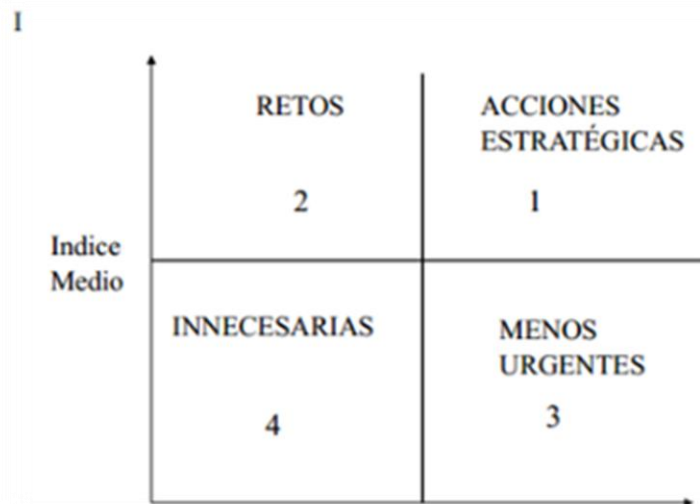 I
RETOS
ACCIONES
ESTRATÉGICAS
2
1
Indice
Medio
INNECESARIAS
MENOS
URGENTES
4
3